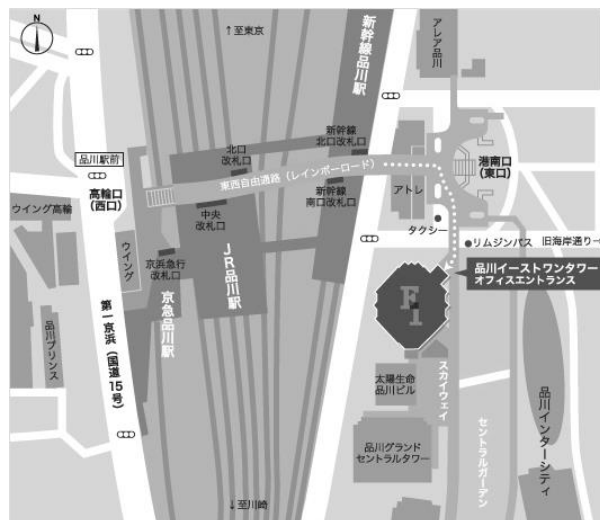 N
↑至東京
新幹線品川駅
アレア品川
品川駅前
高輪口
(西口)
ウイング高輪
北口
改札口
新幹線
北口改札口
東西自由通路(レインボーロード)
新幹線
南口改札口
港南口
(東口)
アトレ
中央
改札口
タクシー
リムジンバス
旧海岸通り→
ウイング
京浜急行
改札口
JR品川駅
京急品川駅
品川イーストワンタワー
オフィスエントランス
F1
品川プリンス
第一京浜(国道15号)
太陽生命
品川ビル
スカイウェイ
品川グランド
セントラルタワー
セントラルガーデン
品川インターシティ
↓至川崎